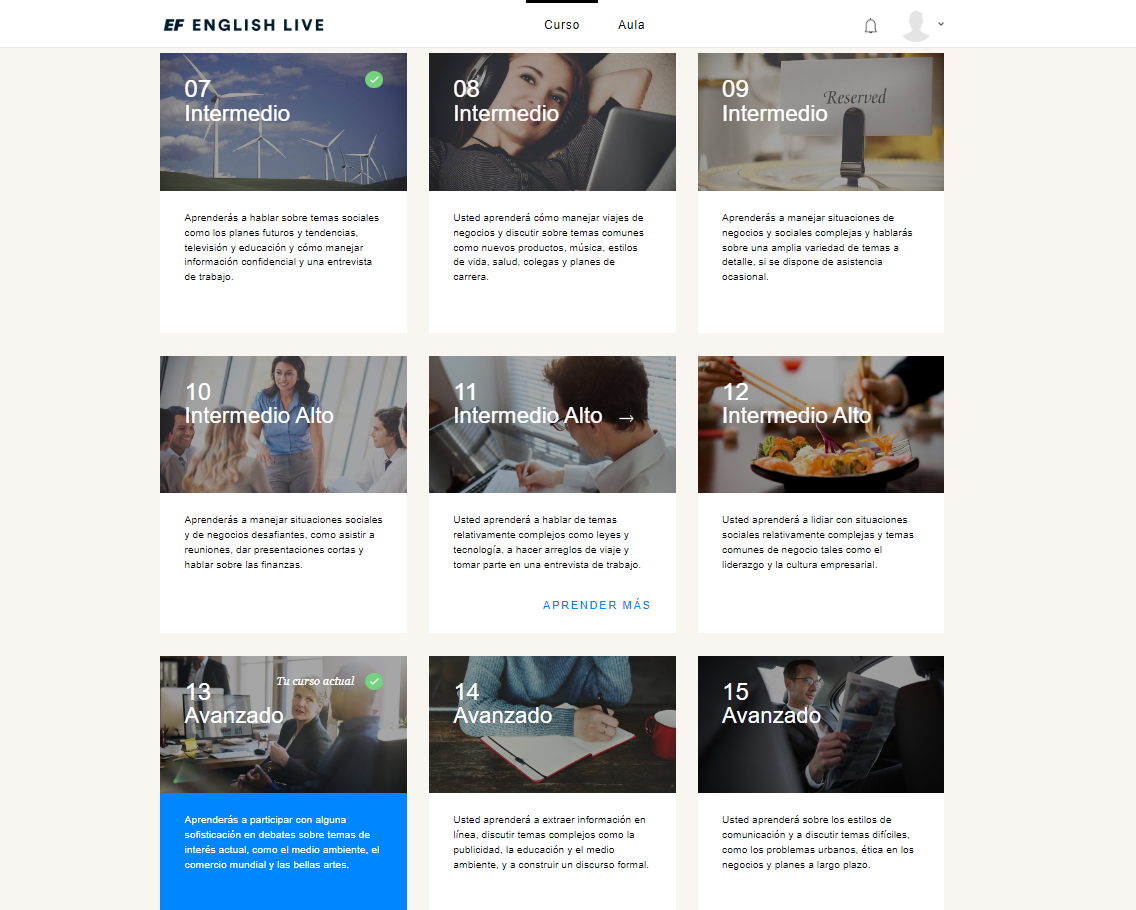 EF ENGLISH LIVE
Curso
Aula
07
Intermedio
08
Intermedio
09
Intermedio
Reserved
Aprenderás a hablar sobre temas sociales
como los planes futuros y tendencias,
televisión y educación y cómo manejar
información confidencial y una entrevista
de trabajo.
Usted aprenderá cómo manejar viajes de
negocios y discutir sobre temas comunes
como nuevos productos, música, estilos
de vida, salud, colegas y planes de
carrera.
Aprenderás a manejar situaciones de
negocios y sociales complejas y hablarás
sobre una amplia variedad de temas a
detalle, si se dispone de asistencia
ocasional.
10
Intermedio Alto
11
Intermedio Alto →
12
Intermedio Alto
Aprenderás a manejar situaciones sociales
y de negocios desafiantes, como asistir a
reuniones, dar presentaciones cortas y
hablar sobre las finanzas.
Usted aprenderá a hablar de temas
relativamente complejos como leyes y
tecnología, a hacer arreglos de viaje y
tomar parte en una entrevista de trabajo.
APRENDER MÁS
Usted aprenderá a lidiar con situaciones
sociales relativamente complejas y temas
comunes de negocio tales como el
liderazgo y la cultura empresarial.
Tu curso actual
13
Avanzado
14
Avanzado
15
Avanzado
Aprenderás a participar con alguna
sofisticación en debates sobre temas de
interés actual, como el medio ambiente, el
comercio mundial y las bellas artes.
Usted aprenderá a extraer información en
línea, discutir temas complejos como la
publicidad, la educación y el medio
ambiente, y a construir un discurso formal.
Usted aprenderá sobre los estilos de
comunicación y a discutir temas difíciles,
como los problemas urbanos, ética en los
negocios y planes a largo plazo.